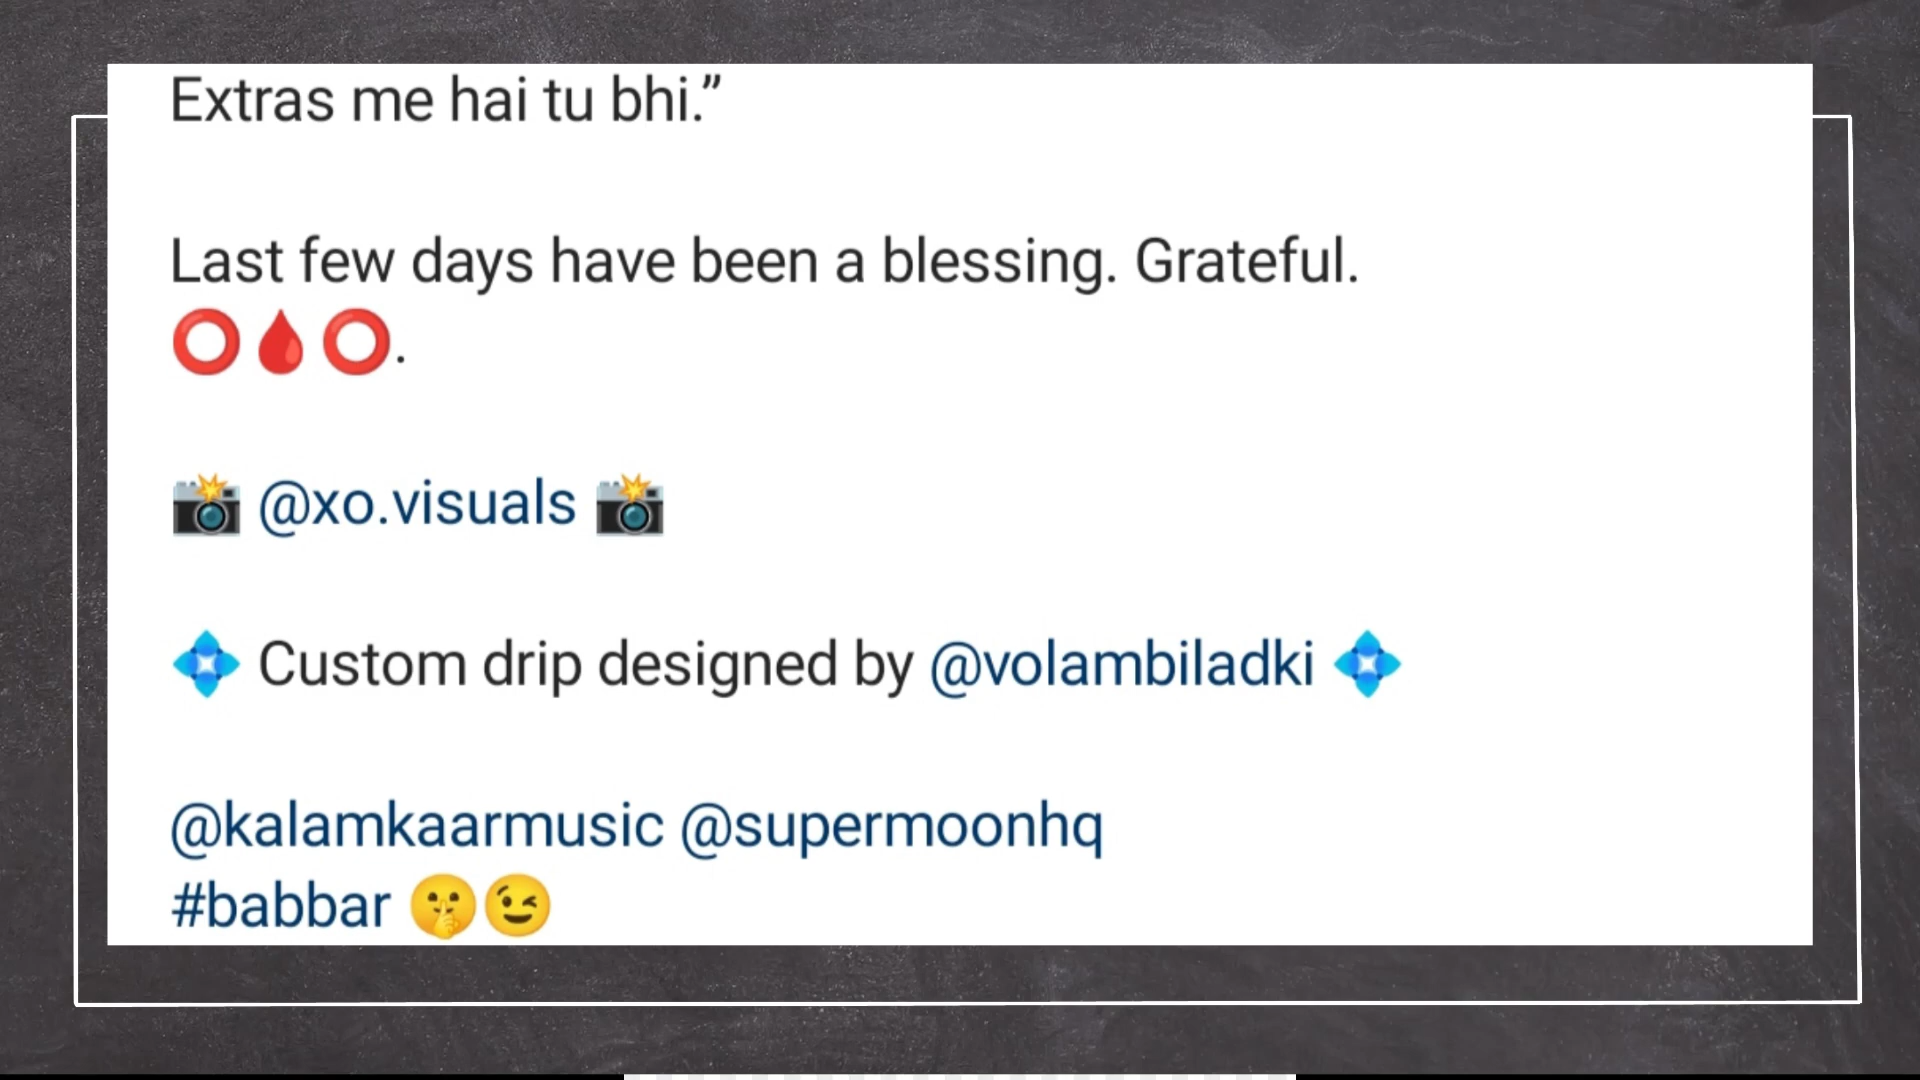 Extras me hai tu bhi.”
Last few days have been a blessing. Grateful.
⭕🩸⭕.
📸 @xo.visuals 📸
💠 Custom drip designed by @volambiladki 💠
@kalamkaarmusic @supermoonhq
#babbar 🤫😉